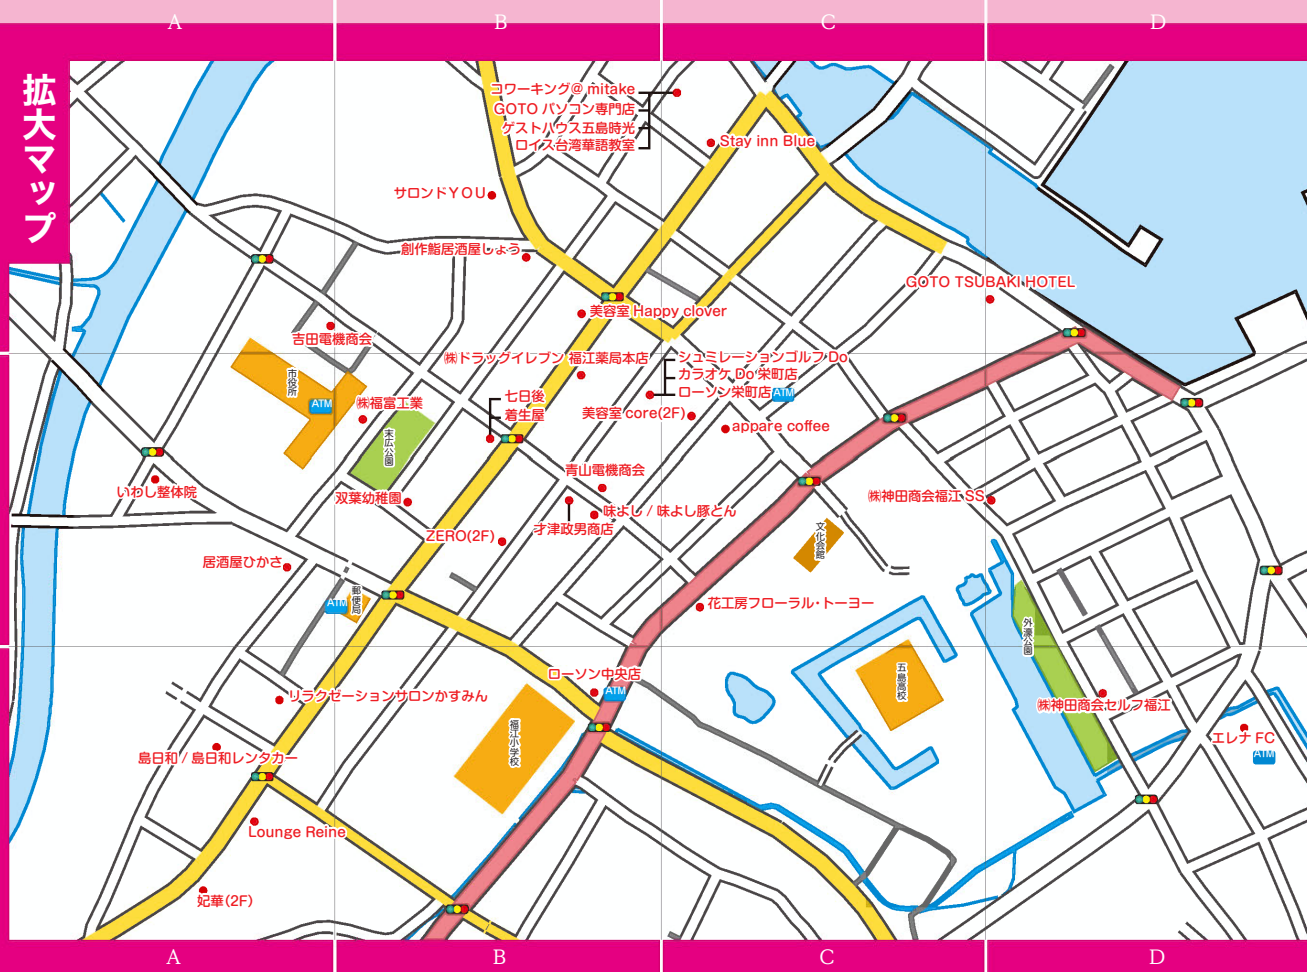 A
B
C
D
拡大マップ
コワーキング@ mitake
GOTO パソコン専門店
ゲストハウス五島時光
ロイス台湾華語教室
Stay inn Blue
サロンドＹＯＵ
創作鮨居酒屋しょう
GOTO TSUBAKI HOTEL
美容室 Happy clover
吉田電機商会
㈱ドラッグイレブン 福江薬局本店
シュミレーションゴルフ Do
カラオケ Do 栄町店
ローソン栄町店
ATM
市役所
ATM
㈱福富工業
七日後
着生屋
美容室 core(2F)
appare coffee
末広公園
青山電機商会
いわし整体院
双葉幼稚園
㈱神田商会福江 SS
味よし / 味よし豚とん
才津政男商店
ZERO(2F)
文化会館
居酒屋ひかさ
ATM
郵便局
花工房フローラル・トーヨー
外濠公園
ローソン中央店
ATM
五島高校
リラクゼーションサロンかすみん
㈱神田商会セルフ福江
福江小学校
エレナ FC
ATM
島日和 / 島日和レンタカー
Lounge Reine
妃華(2F)
A
B
C
D